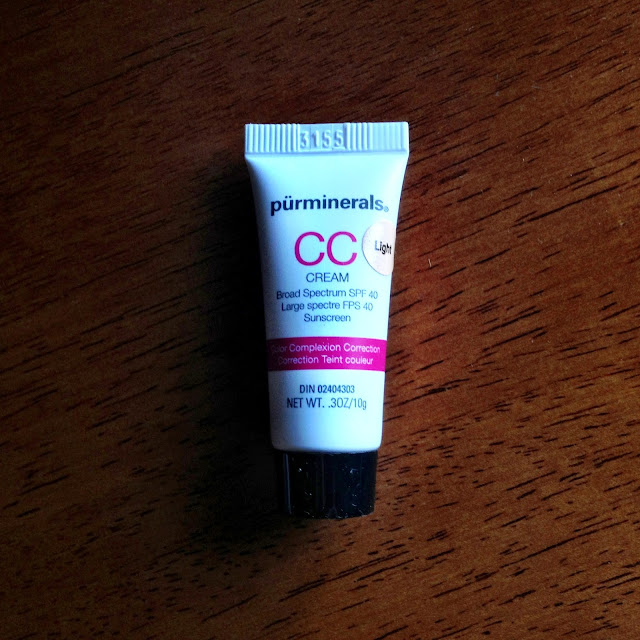 3155
pürminerals®
CC
Light
CREAM
Broad Spectrum SPF 40
Large spectre FPS 40
Sunscreen
Color Complexion Correction
Correction Teint couleur
DIN 02404303
NET WT. .3OZ/10g